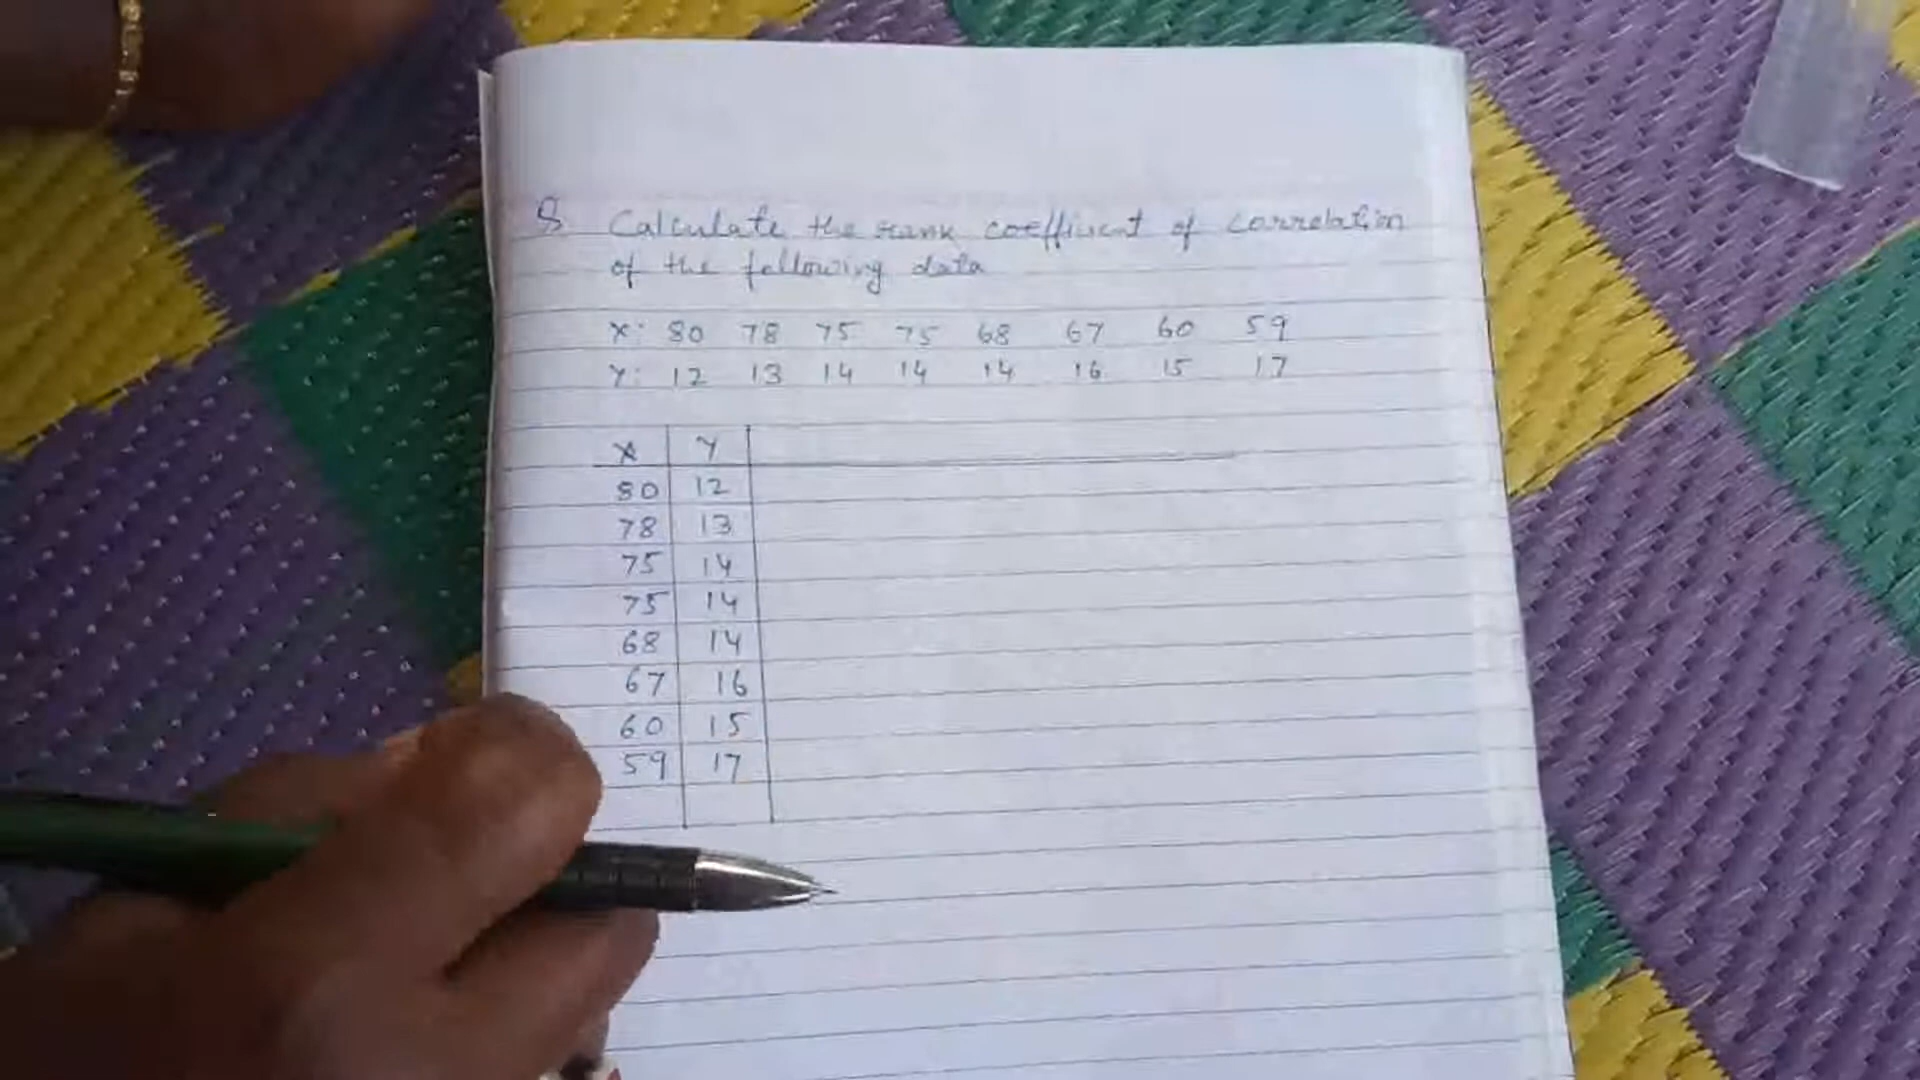 Q Calculate the rank coefficient of correlation
of the following data
X: 80 78 75 75 68 67 60 59
Y: 12 13 14 14 14 16 15 17
X Y
80 12
78 13
75 14
75 14
68 14
67 16
60 15
59 17